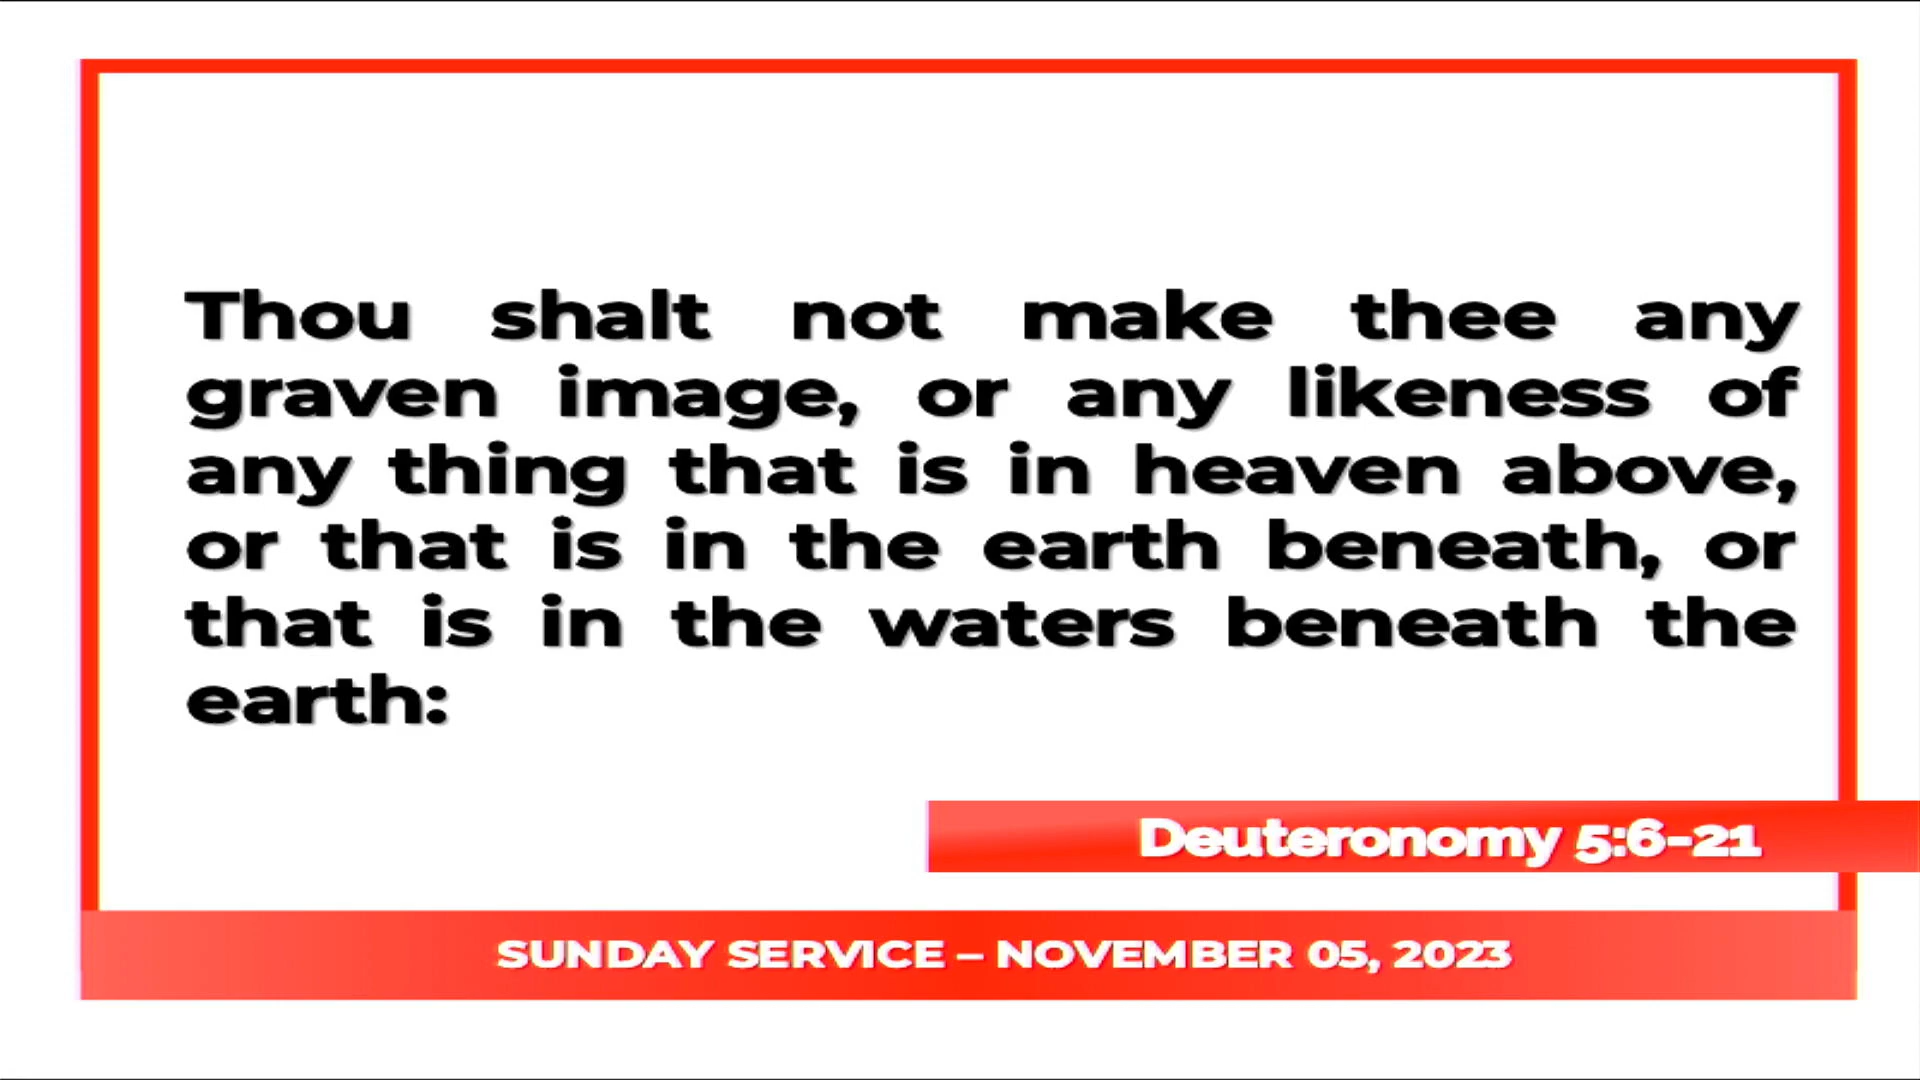 Thou shalt not make thee any
graven image, or any likeness of
any thing that is in heaven above,
or that is in the earth beneath, or
that is in the waters beneath the
earth:
Deuteronomy 5:6-21
SUNDAY SERVICE – NOVEMBER 05, 2023